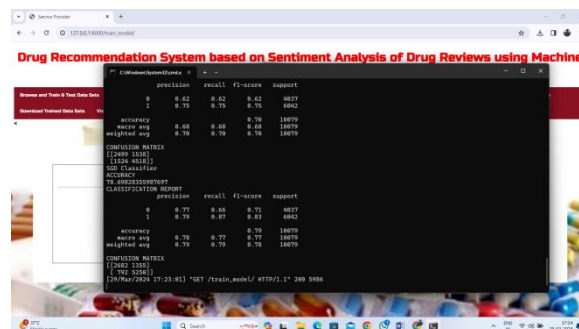 Service Provider
127.0.0.1:8000/train_model/
Drug Recommendation System based on Sentiment Analysis of Drug Reviews using Machine
C:\Windows\System32\cmd.e
Browse and Train & Test Data Sets
Download Trained Data Sets
precision recall f1-score support
0 0.62 0.62 0.62 4037
1 0.75 0.75 0.75 6042
accuracy 0.70 10079
macro avg 0.68 0.68 0.68 10079
weighted avg 0.70 0.70 0.70 10079
CONFUSION MATRIX
[[2499 1538]
[1524 4518]]
SGD Classifier
ACCURACY
78.69828355987697
CLASSIFICATION REPORT
precision recall f1-score support
0 0.77 0.66 0.71 4037
1 0.79 0.87 0.83 6042
accuracy 0.79 10079
macro avg 0.78 0.77 0.77 10079
weighted avg 0.79 0.79 0.78 10079
CONFUSION MATRIX
[[2682 1355]
[ 792 5250]]
[29/Mar/2024 17:23:01] "GET /train_model/ HTTP/1.1" 200 5986
37°C
Search
ENG
17:24